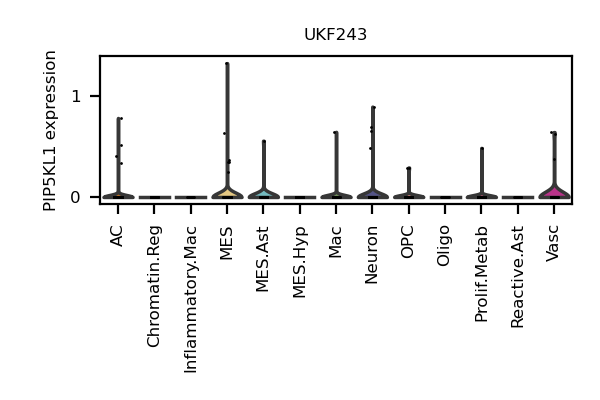 UKF243
PIP5KL1 expression
1
0
AC
Chromatin.Reg
Inflammatory.Mac
MES
MES.Ast
MES.Hyp
Mac
Neuron
OPC
Oligo
Prolif.Metab
Reactive.Ast
Vasc